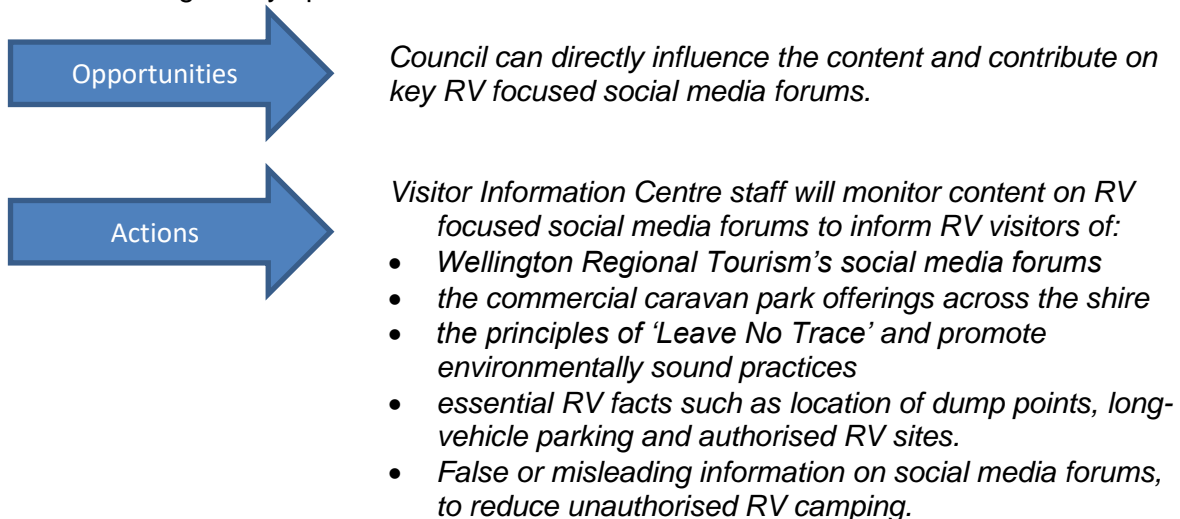 Opportunities
Council can directly influence the content and contribute on
key RV focused social media forums.
Actions
Visitor Information Centre staff will monitor content on RV
focused social media forums to inform RV visitors of:
• Wellington Regional Tourism’s social media forums
• the commercial caravan park offerings across the shire
• the principles of ‘Leave No Trace’ and promote
environmentally sound practices
• essential RV facts such as location of dump points, long-
vehicle parking and authorised RV sites.
• False or misleading information on social media forums,
to reduce unauthorised RV camping.